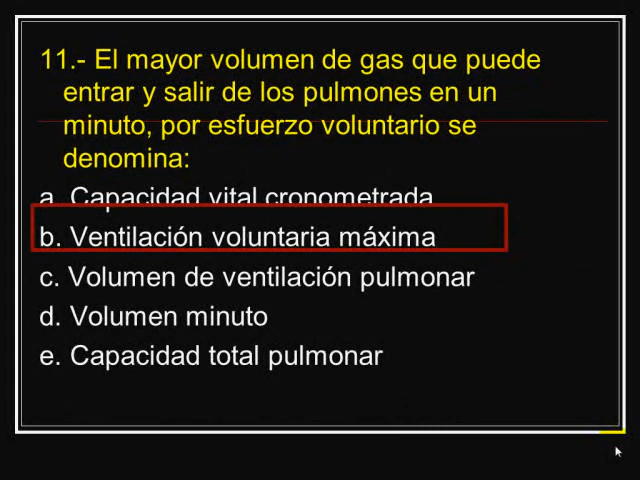 11.- El mayor volumen de gas que puede
entrar y salir de los pulmones en un
minuto, por esfuerzo voluntario se
denomina:
a. Capacidad vital cronometrada
b. Ventilación voluntaria máxima
c. Volumen de ventilación pulmonar
d. Volumen minuto
e. Capacidad total pulmonar